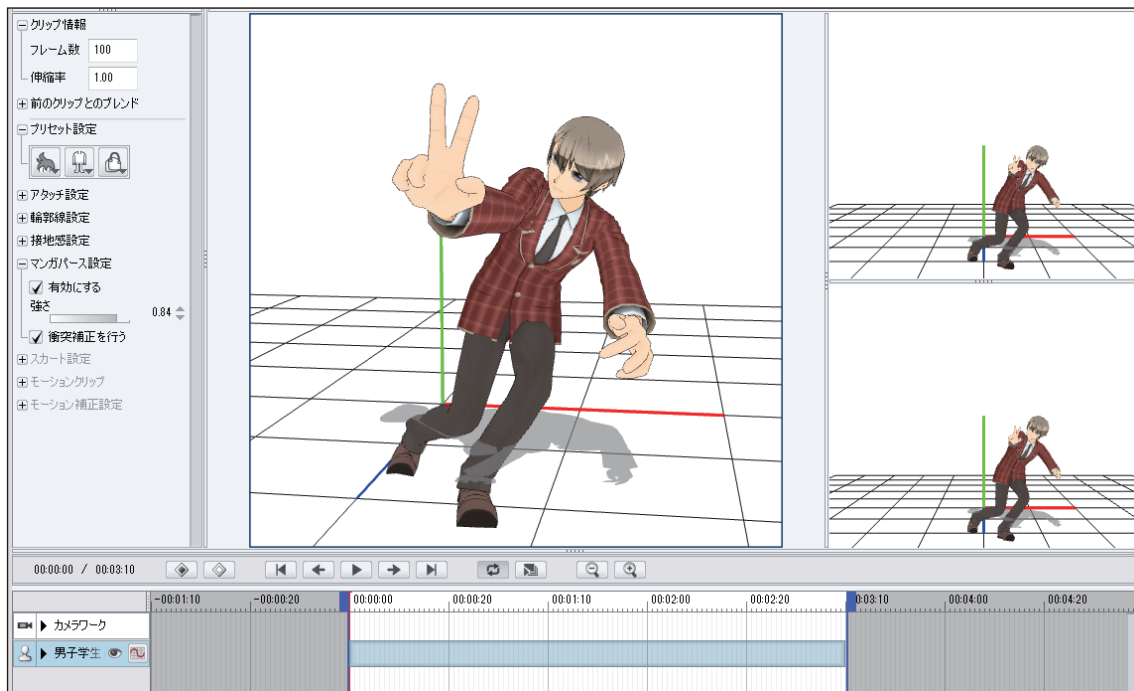 クリップ情報
フレーム数 100
伸縮率 1.00
前のクリップとのブレンド
プリセット設定
アタッチ設定
輪郭線設定
接地感設定
マンガパース設定
有効にする
強さ 0.84
衝突補正を行う
スカート設定
モーションクリップ
モーション補正設定
00:00:00 / 00:03:10
-00:01:10 -00:00:20 00:00:00 00:00:20 00:01:10 00:02:00 00:02:20 0:03:10 00:04:00 00:04:20
カメラワーク
男子学生